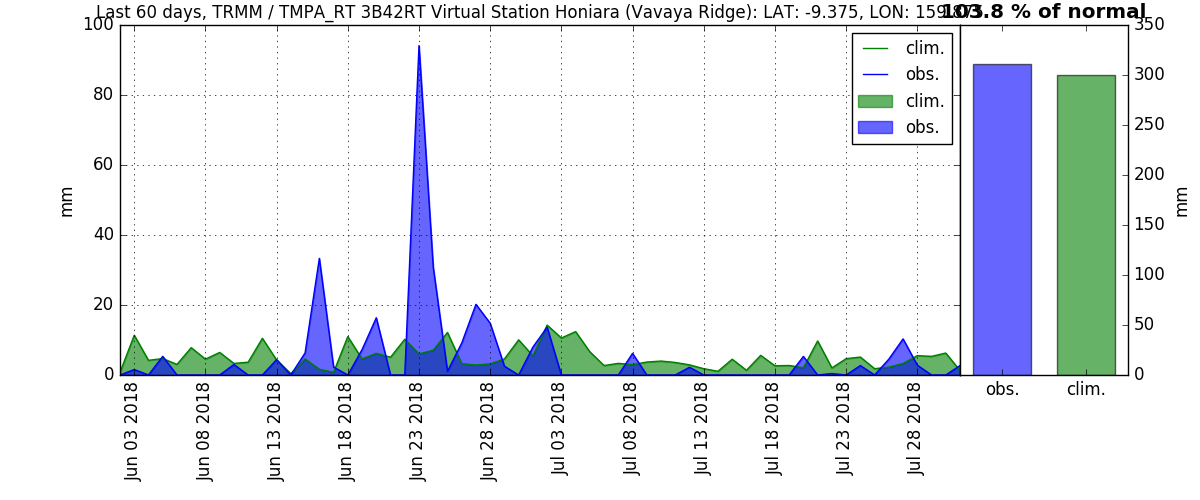 Last 60 days, TRMM / TMPA_RT 3B42RT Virtual Station Honiara (Vavaya Ridge): LAT: -9.375, LON:
103.8 % of normal
100
80
60
40
20
0
mm
clim.
obs.
clim.
obs.
350
300
250
200
150
100
50
0
mm
obs.
clim.
Jun 03 2018
Jun 08 2018
Jun 13 2018
Jun 18 2018
Jun 23 2018
Jun 28 2018
Jul 03 2018
Jul 08 2018
Jul 13 2018
Jul 18 2018
Jul 23 2018
Jul 28 2018